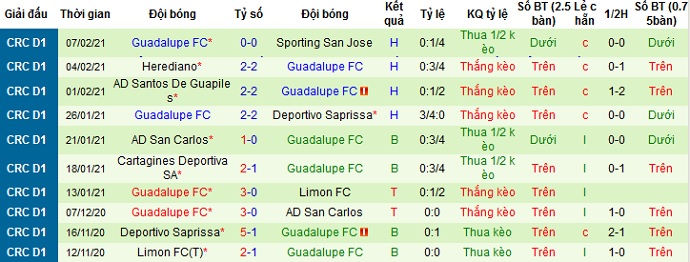 Giải đấu Thời gian Đội bóng Tỷ số Đội bóng Kết quả Tỷ lệ KQ tỷ lệ Số BT (2.5 bàn) Lẻ c hẵn 1/2H Số BT (0.75bàn)
CRC D1 07/02/21 Guadalupe FC* 0-0 Sporting San Jose H 0:1/4 Thua 1/2 k èo Dưới c 0-0 Dưới
CRC D1 04/02/21 Herediano* 2-2 Guadalupe FC H 0:3/4 Thắng kèo Trên c 0-1 Trên
CRC D1 01/02/21 AD Santos De Guapile s* 2-2 Guadalupe FC H 0:1/2 Thắng kèo Trên c 1-2 Trên
CRC D1 26/01/21 Guadalupe FC 2-2 Deportivo Saprissa* H 3/4:0 Thắng kèo Trên c 0-0 Dưới
CRC D1 21/01/21 AD San Carlos* 1-0 Guadalupe FC B 0:3/4 Thua 1/2 k èo Dưới l 0-0 Dưới
CRC D1 18/01/21 Cartagines Deportiva SA* 2-1 Guadalupe FC B 0:3/4 Thua 1/2 k èo Trên l 0-1 Trên
CRC D1 13/01/21 Guadalupe FC* 3-0 Limon FC T 0:1/2 Thắng kèo Trên l
CRC D1 07/12/20 Guadalupe FC* 3-0 AD San Carlos T 0:0 Thắng kèo Trên l 1-0 Trên
CRC D1 16/11/20 Deportivo Saprissa* 5-1 Guadalupe FC B 0:1 Thua kèo Trên c 2-1 Trên
CRC D1 12/11/20 Limon FC(T)* 2-1 Guadalupe FC B 0:0 Thua kèo Trên l 1-0 Trên